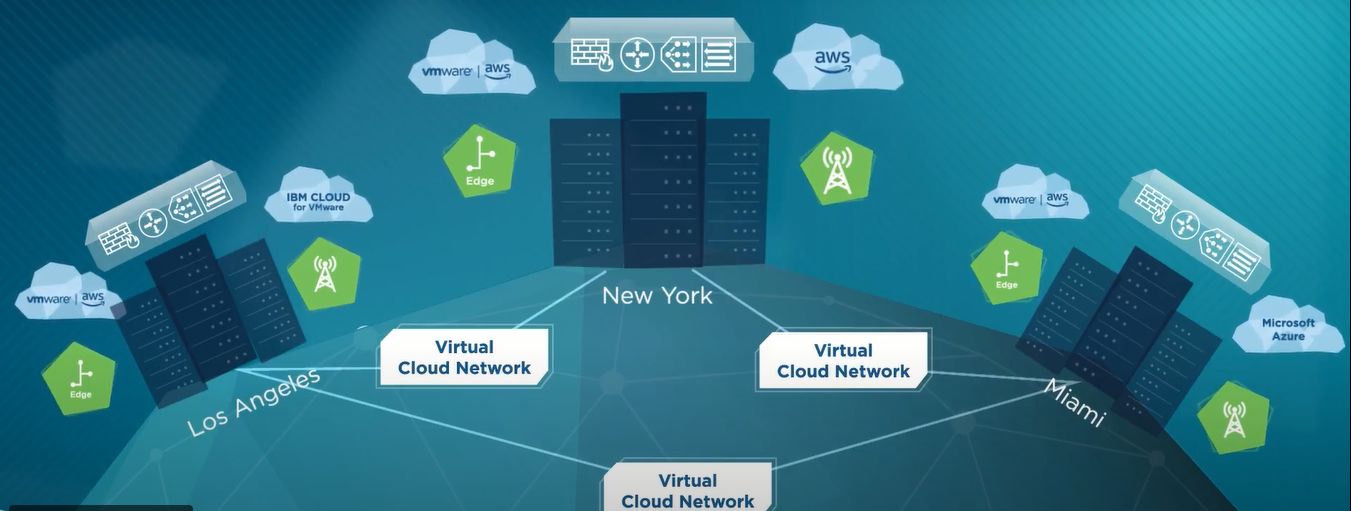 vmware® | aws
aws
Edge
New York
IBM CLOUD
for VMware
vmware® | aws
Edge
Los Angeles
vmware® | aws
Edge
Microsoft
Azure
Miami
Virtual
Cloud Network
Virtual
Cloud Network
Virtual
Cloud Network